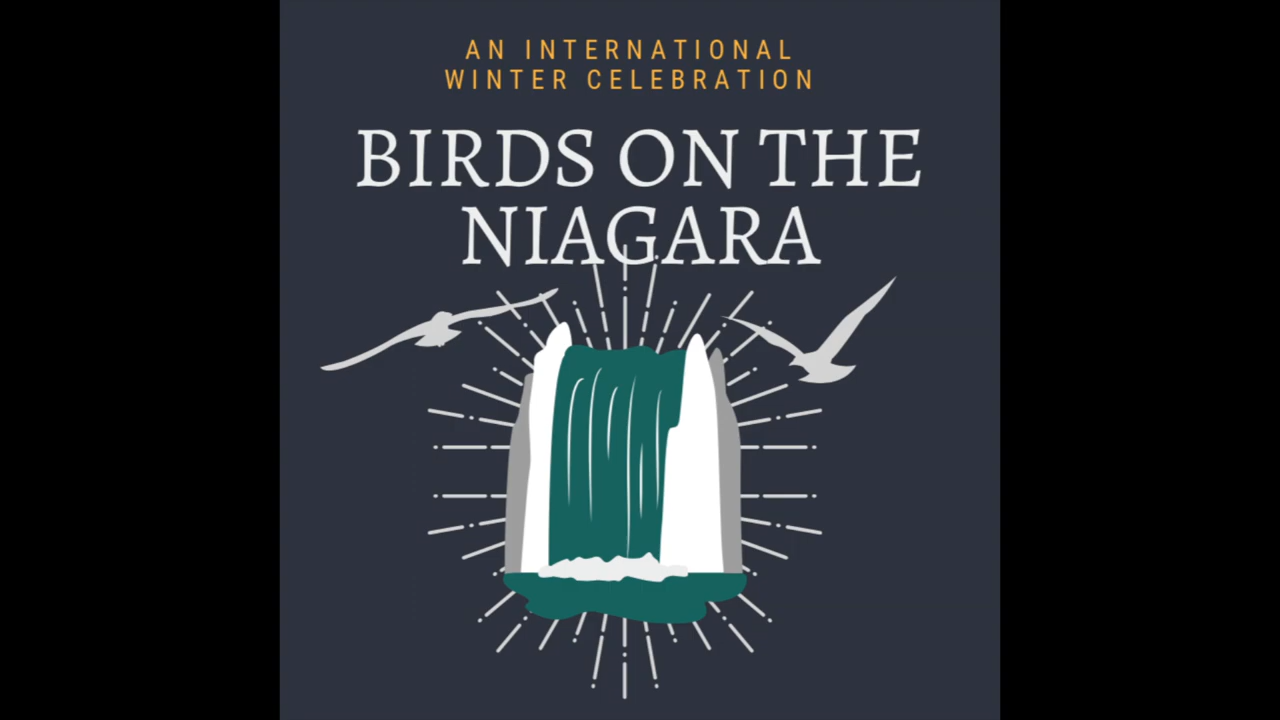 AN INTERNATIONAL
WINTER CELEBRATION
BIRDS ON THE
NIAGARA